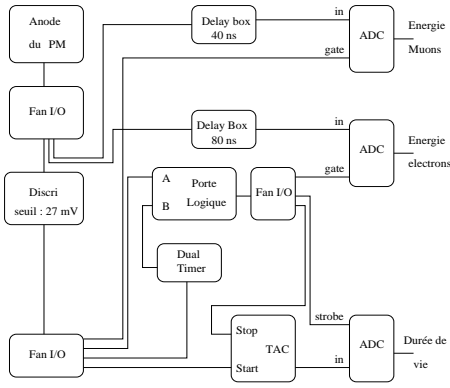 Anode
du PM
Delay box
40 ns
in
gate
ADC
Energie
Muons
Fan I/O
Delay Box
80 ns
in
gate
ADC
Energie
electrons
Discri
seuil : 27 mV
A
B
Porte
Logique
Fan I/O
Dual
Timer
Fan I/O
Stop
TAC
Start
strobe
in
ADC
Durée de
vie